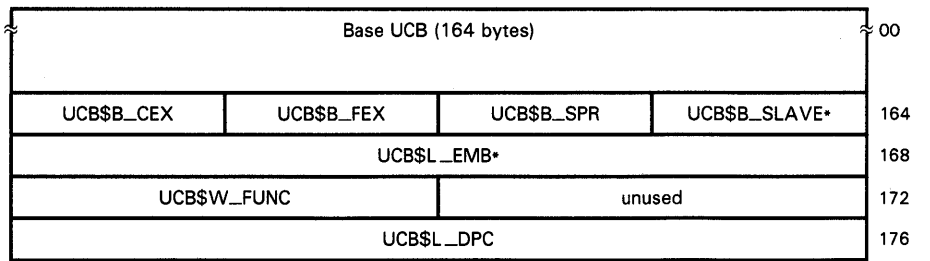 Base UCB (164 bytes) 00
UCB$B_CEX UCB$B_FEX UCB$B_SPR UCB$B_SLAVE* 164
UCB$L_EMB* 168
UCB$W_FUNC unused 172
UCB$L_DPC 176